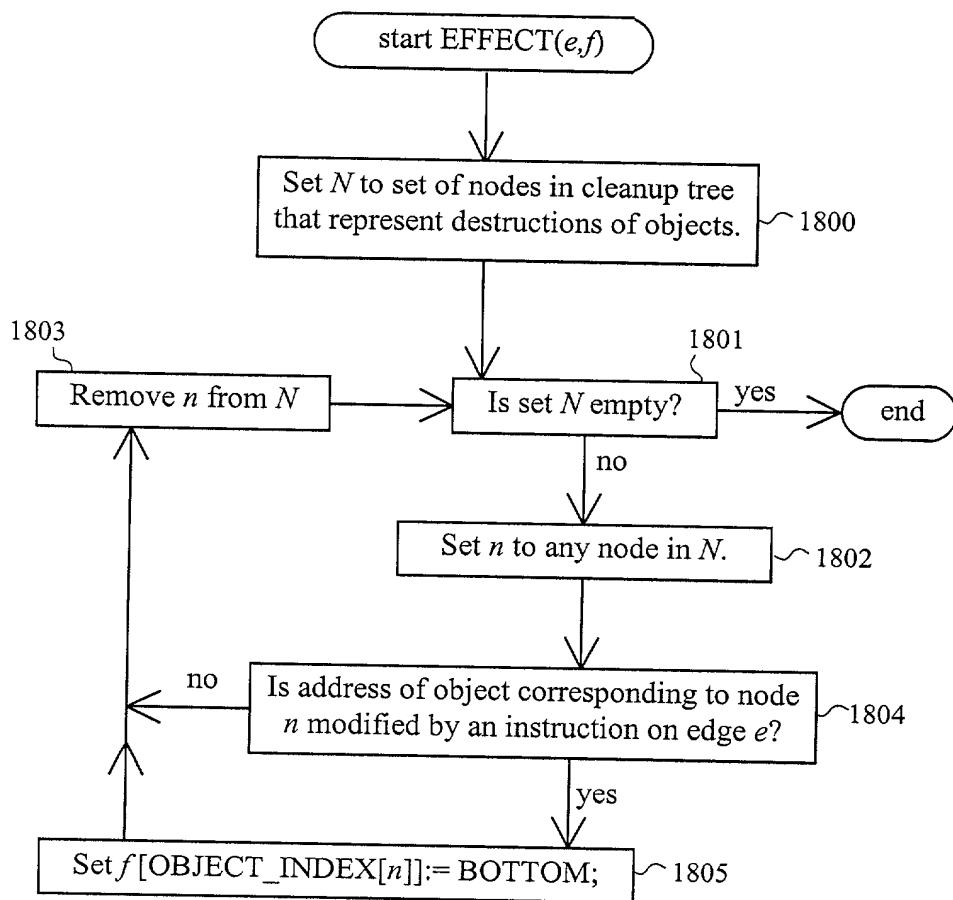 start EFFECT(e,f)
Set N to set of nodes in cleanup tree
that represent destructions of objects.
1800
1803
Remove n from N
1801
Is set N empty?
yes
end
no
Set n to any node in N.
1802
no
Is address of object corresponding to node
n modified by an instruction on edge e?
1804
yes
Set f [OBJECT_INDEX[n]]:= BOTTOM;
1805